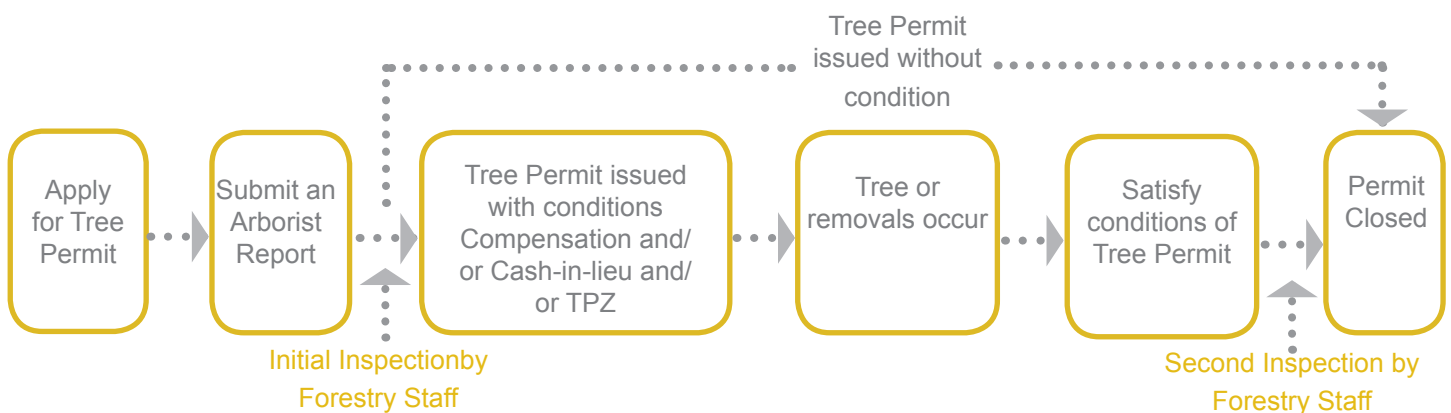 Tree Permit
issued without
condition
Apply
for Tree
Permit
Submit an
Arborist
Report
Tree Permit issued
with conditions
Compensation and/
or Cash-in-lieu and/
or TPZ
Tree or
removals occur
Satisfy
conditions of
Tree Permit
Permit
Closed
Initial Inspectionby
Forestry Staff
Second Inspection by
Forestry Staff